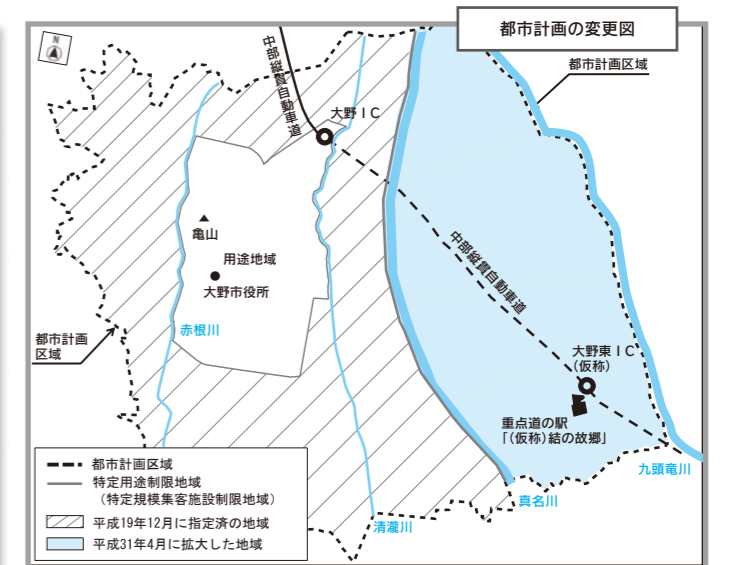 都市計画の変更図
N
中部縦貫自動車道
大野IC
都市計画区域
亀山
用途地域
大野市役所
赤根川
都市計画
区域
中部縦貫自動車道
大野東IC
(仮称)
重点道の駅
「(仮称)結の故郷」
九頭竜川
真名川
清瀧川
都市計画区域
特定用途制限地域
(特定規模集客施設制限地域)
平成19年12月に指定済の地域
平成31年4月に拡大した地域